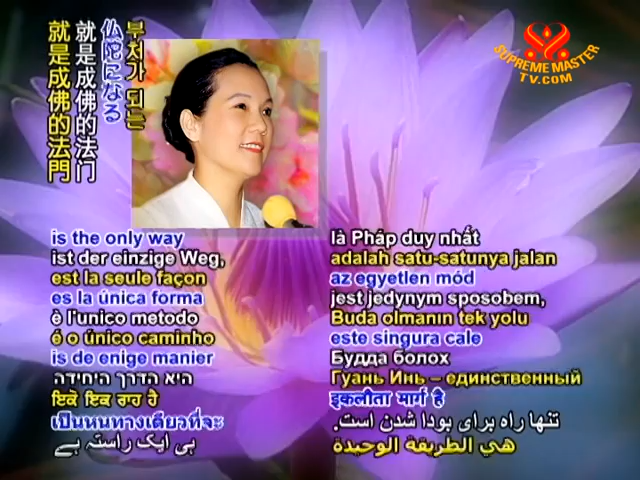 부처가 되는
仏陀になる
就是成佛的法门
就是成佛的法門
SUPREME MASTER
TV.COM
is the only way
ist der einzige Weg,
est la seule façon
es la única forma
è l'unico metodo
é o único caminho
is de enige manier
היא הדרך היחידה
ਇਕੋ ਇਕ ਰਾਹ ਹੈ
เป็นหนทางเดียวที่จะ
ہی ایک راستہ ہے
là Pháp duy nhất
adalah satu-satunya jalan
az egyetlen mód
jest jedynym sposobem,
Buda olmanın tek yolu
este singura cale
Будда болох
Гуань Инь – единственный
इकलौता मार्ग है
تنها راه برای بودا شدن است.
هي الطريقة الوحيدة